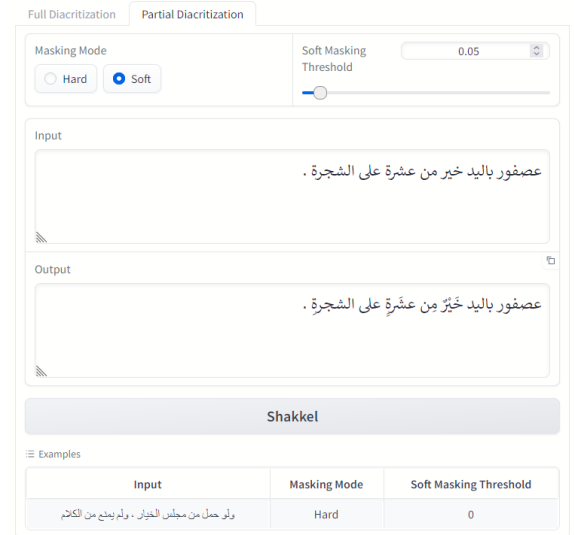 Full Diacritization
Partial Diacritization
Masking Mode
Hard
Soft
Soft Masking Threshold
0.05
Input
عصفور باليد خير من عشرة على الشجرة .
Output
عصفور باليد خَيْرٌ مِن عشَرةٍ على الشجرةِ .
Shakkel
Examples
Input Masking Mode Soft Masking Threshold
ولو حمل من مجلس الخيار ، ولم يمنع من الكلام Hard 0